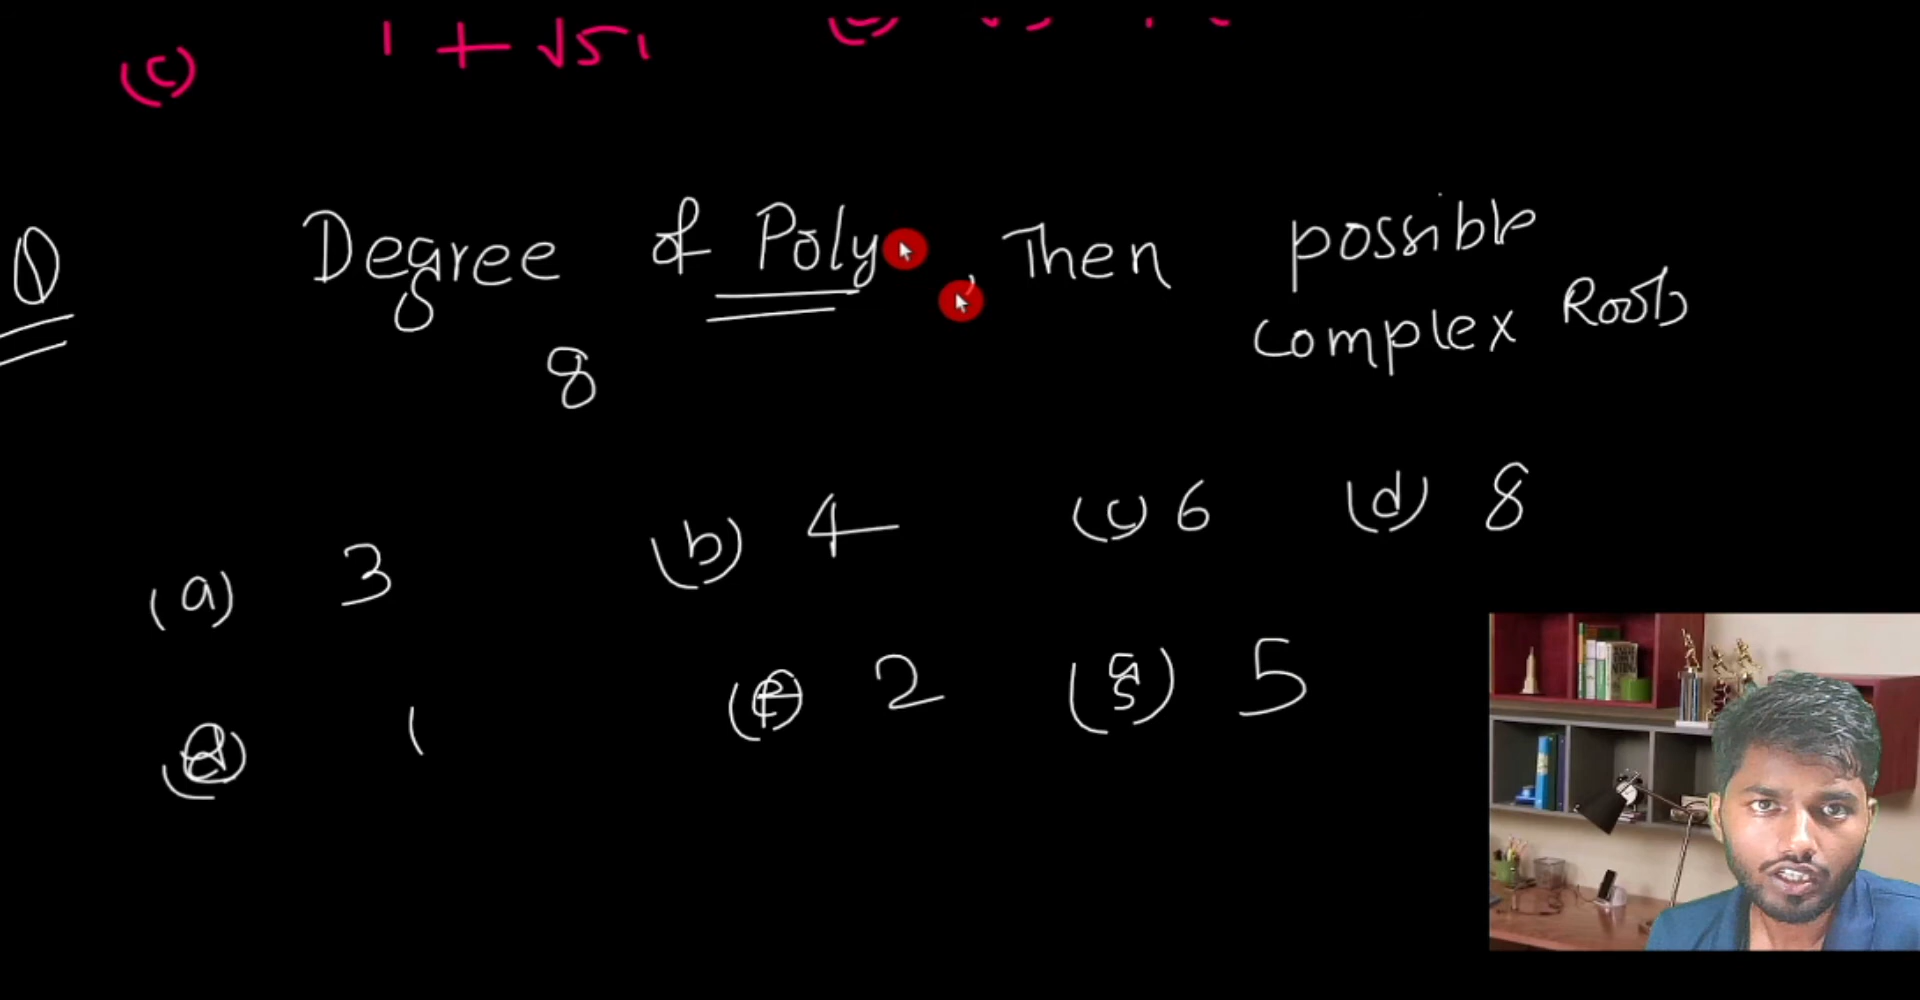 (c) 1 + √5i
Q Degree of Poly, Then possible
8 complex Roots
(a) 3 (b) 4 (c) 6 (d) 8
(e) 1 (f) 2 (g) 5